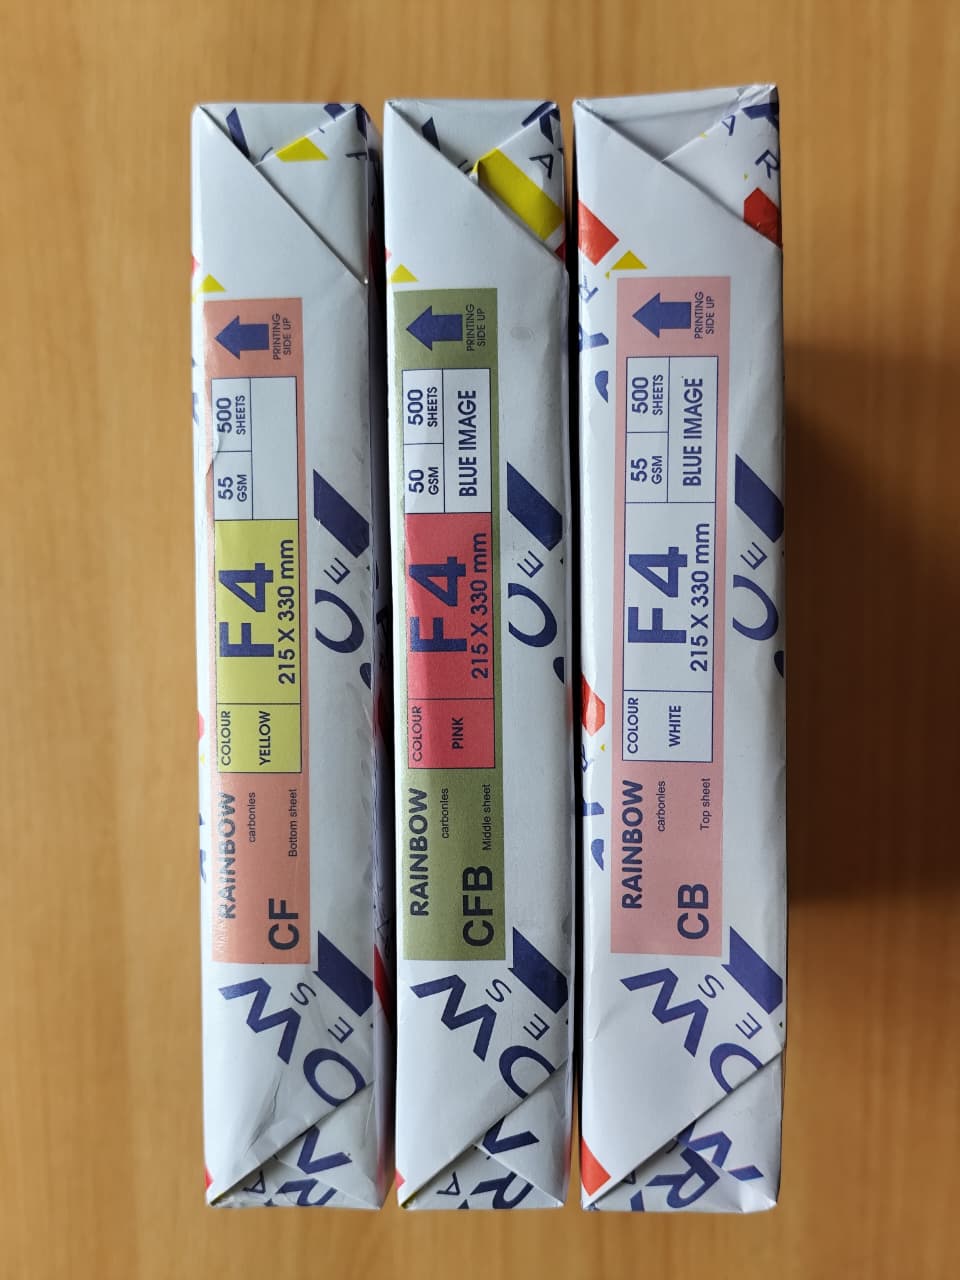 RAINBOW
carbonles
CF
Bottom sheet
COLOUR
YELLOW
F4
215 X 330 mm
55
GSM
500
SHEETS
PRINTING
SIDE UP
RAINBOW
carbonles
CFB
Middle sheet
COLOUR
PINK
F4
215 X 330 mm
50
GSM
500
SHEETS
BLUE IMAGE
PRINTING
SIDE UP
RAINBOW
carbonles
CB
Top sheet
COLOUR
WHITE
F4
215 X 330 mm
55
GSM
500
SHEETS
BLUE IMAGE
PRINTING
SIDE UP